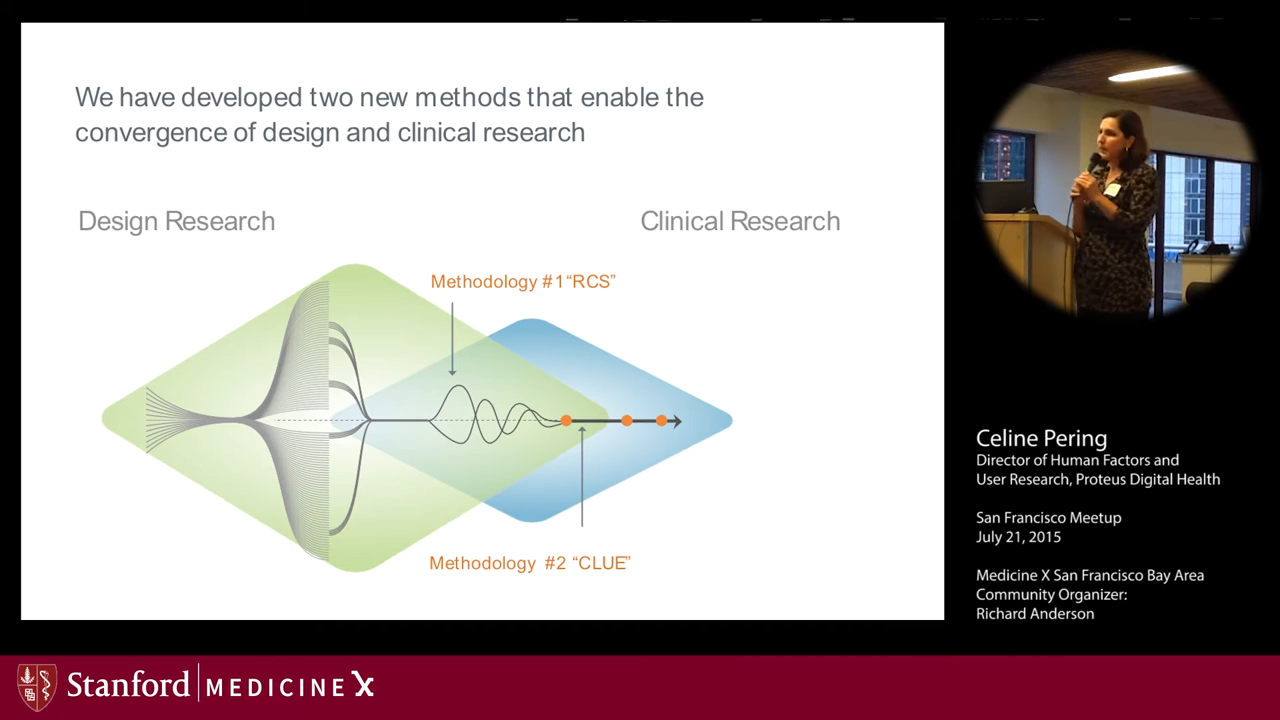 We have developed two new methods that enable the
convergence of design and clinical research
Design Research
Clinical Research
Methodology #1“RCS”
Methodology #2 “CLUE”
Celine Pering
Director of Human Factors and
User Research, Proteus Digital Health
San Francisco Meetup
July 21, 2015
Medicine X San Francisco Bay Area
Community Organizer:
Richard Anderson
Stanford MEDICINE X